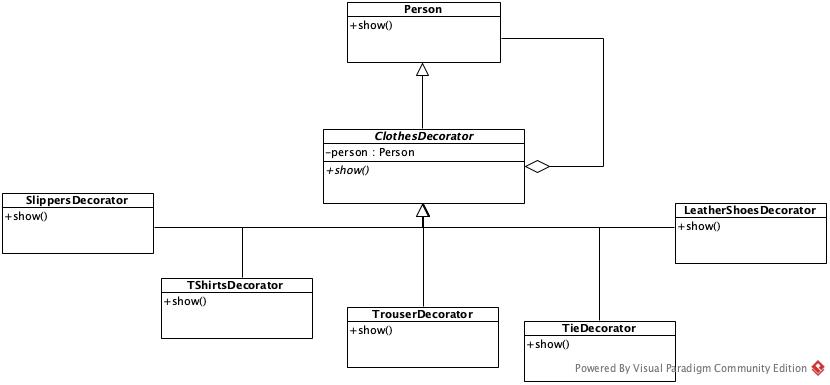 Person
+show()
ClothesDecorator
-person : Person
+show()
SlippersDecorator
+show()
LeatherShoesDecorator
+show()
TShirtsDecorator
+show()
TrouserDecorator
+show()
TieDecorator
+show()
Powered By Visual Paradigm Community Edition